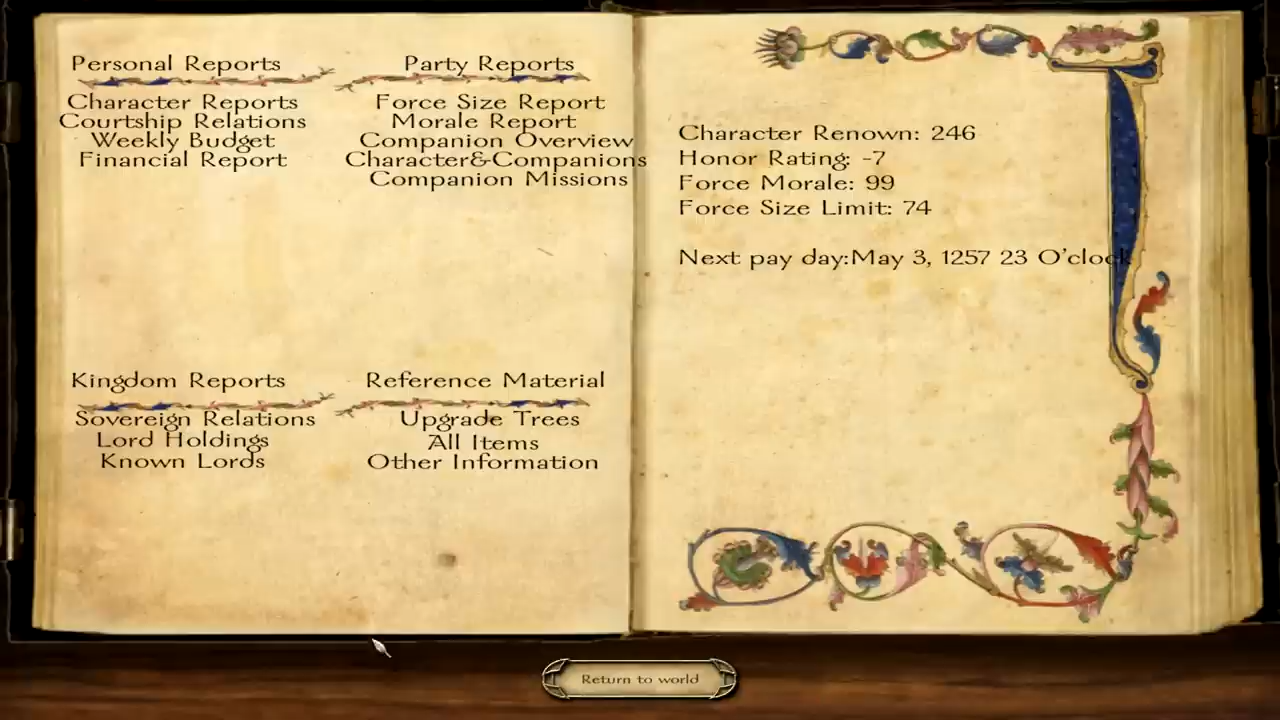 Personal Reports
Character Reports
Courtship Relations
Weekly Budget
Financial Report
Party Reports
Force Size Report
Morale Report
Companion Overview
Character&Companions
Companion Missions
Kingdom Reports
Sovereign Relations
Lord Holdings
Known Lords
Reference Material
Upgrade Trees
All Items
Other Information
Character Renown: 246
Honor Rating: -7
Force Morale: 99
Force Size Limit: 74
Next pay day:May 3, 1257 23 O'clock
Return to world